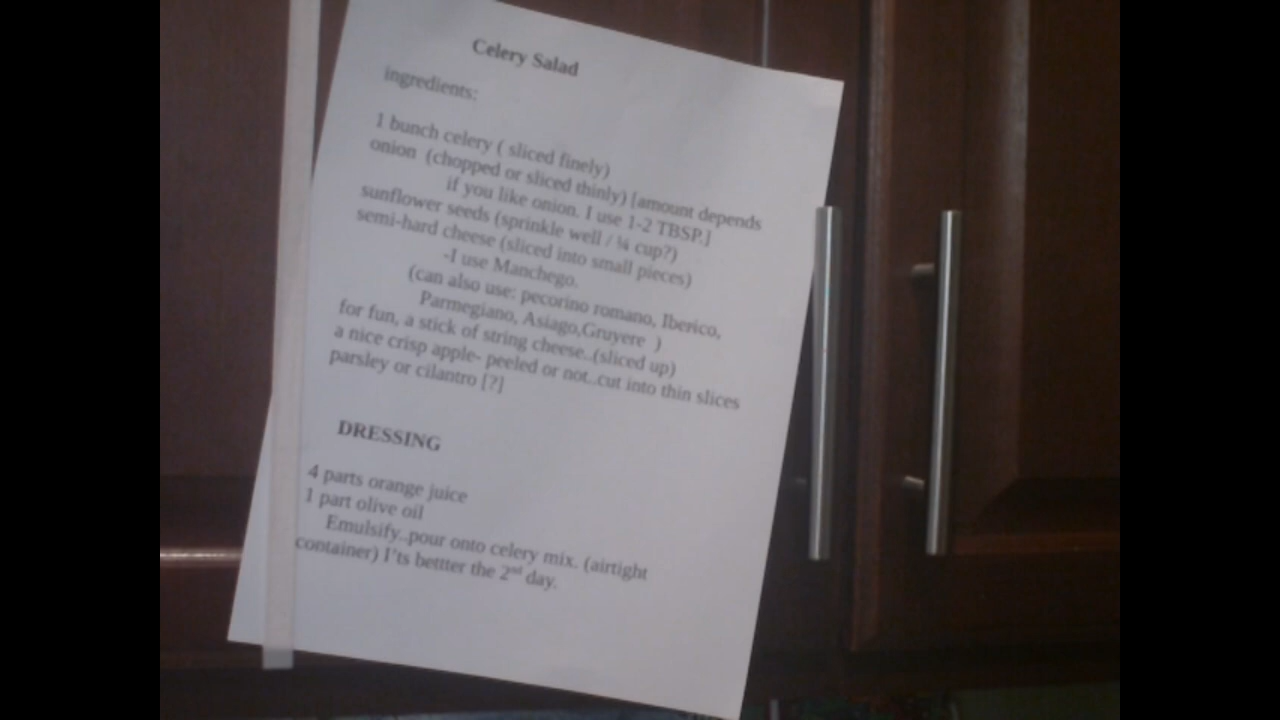 Celery Salad
ingredients:
1 bunch celery ( sliced finely)
onion (chopped or sliced thinly) [amount depends
if you like onion. I use 1-2 TBSP.]
sunflower seeds (sprinkle well / ¼ cup?)
semi-hard cheese (sliced into small pieces)
-I use Manchego.
(can also use: pecorino romano, Iberico,
Parmegiano, Asiago,Gruyere )
for fun, a stick of string cheese..(sliced up)
a nice crisp apple- peeled or not..cut into thin slices
parsley or cilantro [?]
DRESSING
4 parts orange juice
1 part olive oil
Emulsify..pour onto celery mix. (airtight
container) I'ts bettter the 2nd day.